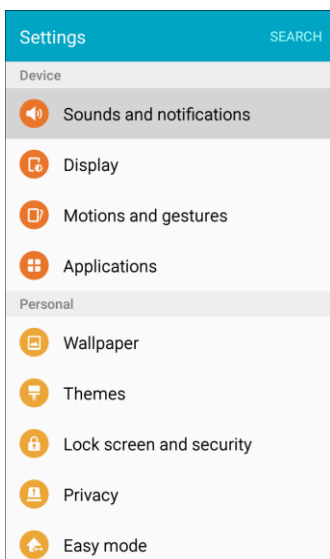 Settings
SEARCH
Device
Sounds and notifications
Display
Motions and gestures
Applications
Personal
Wallpaper
Themes
Lock screen and security
Privacy
Easy mode